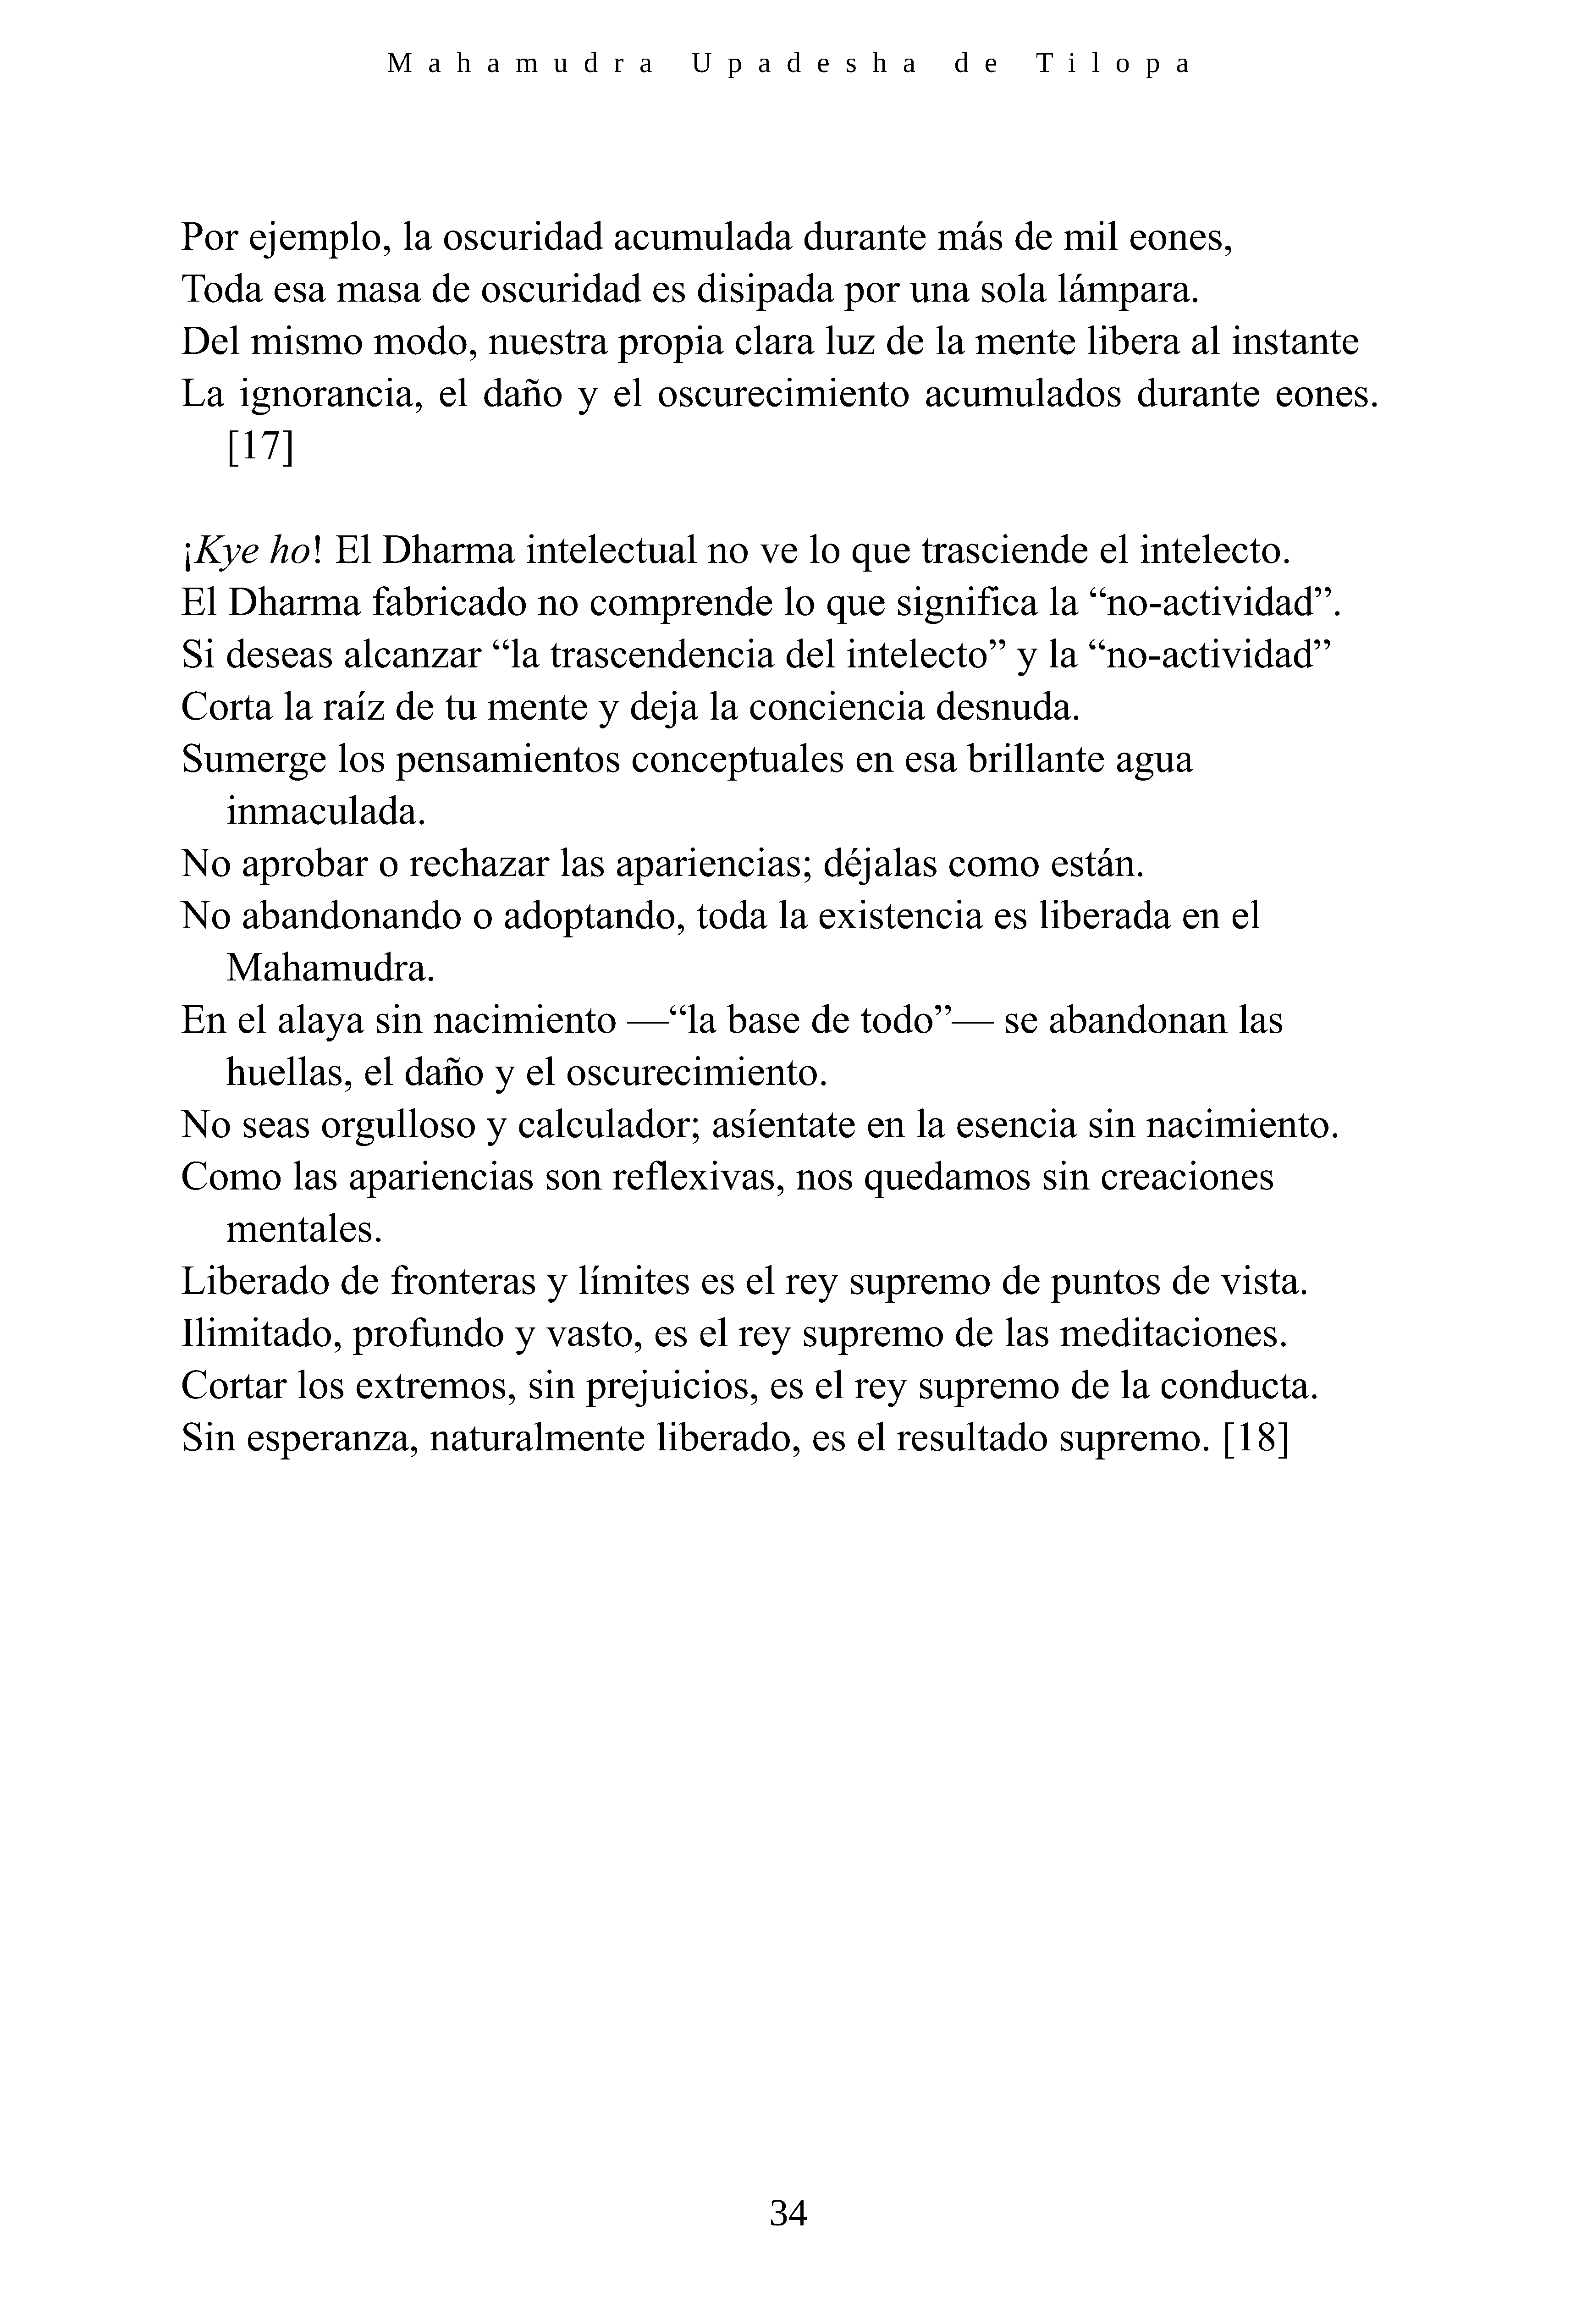 Mahamudra Upadesha de Tilopa
Por ejemplo, la oscuridad acumulada durante más de mil eones,
Toda esa masa de oscuridad es disipada por una sola lámpara.
Del mismo modo, nuestra propia clara luz de la mente libera al instante
La ignorancia, el daño y el oscurecimiento acumulados durante eones.
[17]
¡Kye ho! El Dharma intelectual no ve lo que trasciende el intelecto.
El Dharma fabricado no comprende lo que significa la “no-actividad”.
Si deseas alcanzar “la trascendencia del intelecto” y la “no-actividad”
Corta la raíz de tu mente y deja la conciencia desnuda.
Sumerge los pensamientos conceptuales en esa brillante agua
inmaculada.
No aprobar o rechazar las apariencias; déjalas como están.
No abandonando o adoptando, toda la existencia es liberada en el
Mahamudra.
En el alaya sin nacimiento —“la base de todo”— se abandonan las
huellas, el daño y el oscurecimiento.
No seas orgulloso y calculador; asíentate en la esencia sin nacimiento.
Como las apariencias son reflexivas, nos quedamos sin creaciones
mentales.
Liberado de fronteras y límites es el rey supremo de puntos de vista.
Ilimitado, profundo y vasto, es el rey supremo de las meditaciones.
Cortar los extremos, sin prejuicios, es el rey supremo de la conducta.
Sin esperanza, naturalmente liberado, es el resultado supremo. [18]
34